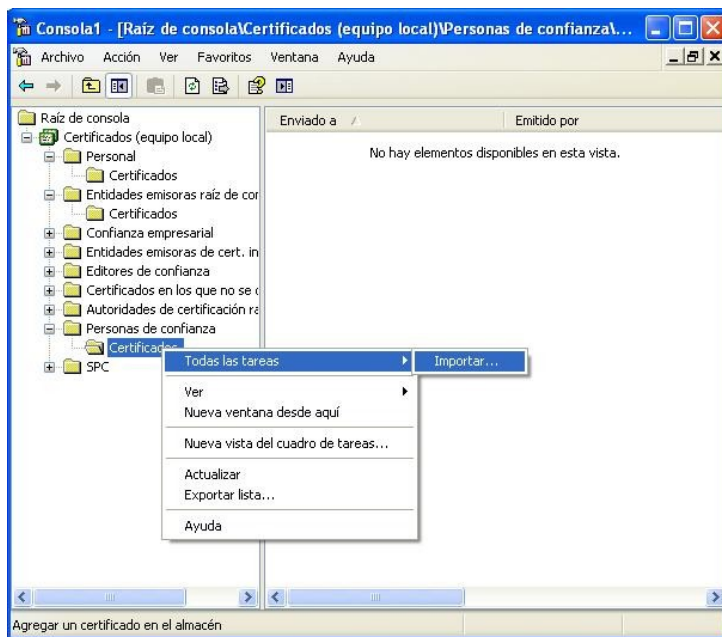 Consola1 - [Raíz de consola\Certificados (equipo local)\Personas de confianza\...
Archivo Acción Ver Favoritos Ventana Ayuda
Raíz de consola
Certificados (equipo local)
Personal
Certificados
Entidades emisoras raíz de cor
Certificados
Confianza empresarial
Entidades emisoras de cert. in
Editores de confianza
Certificados en los que no se c
Autoridades de certificación ra
Personas de confianza
Certificados
SPC
Enviado a
Emitido por
No hay elementos disponibles en esta vista.
Todas las tareas
Importar...
Ver
Nueva ventana desde aquí
Nueva vista del cuadro de tareas...
Actualizar
Exportar lista...
Ayuda
Agregar un certificado en el almacén